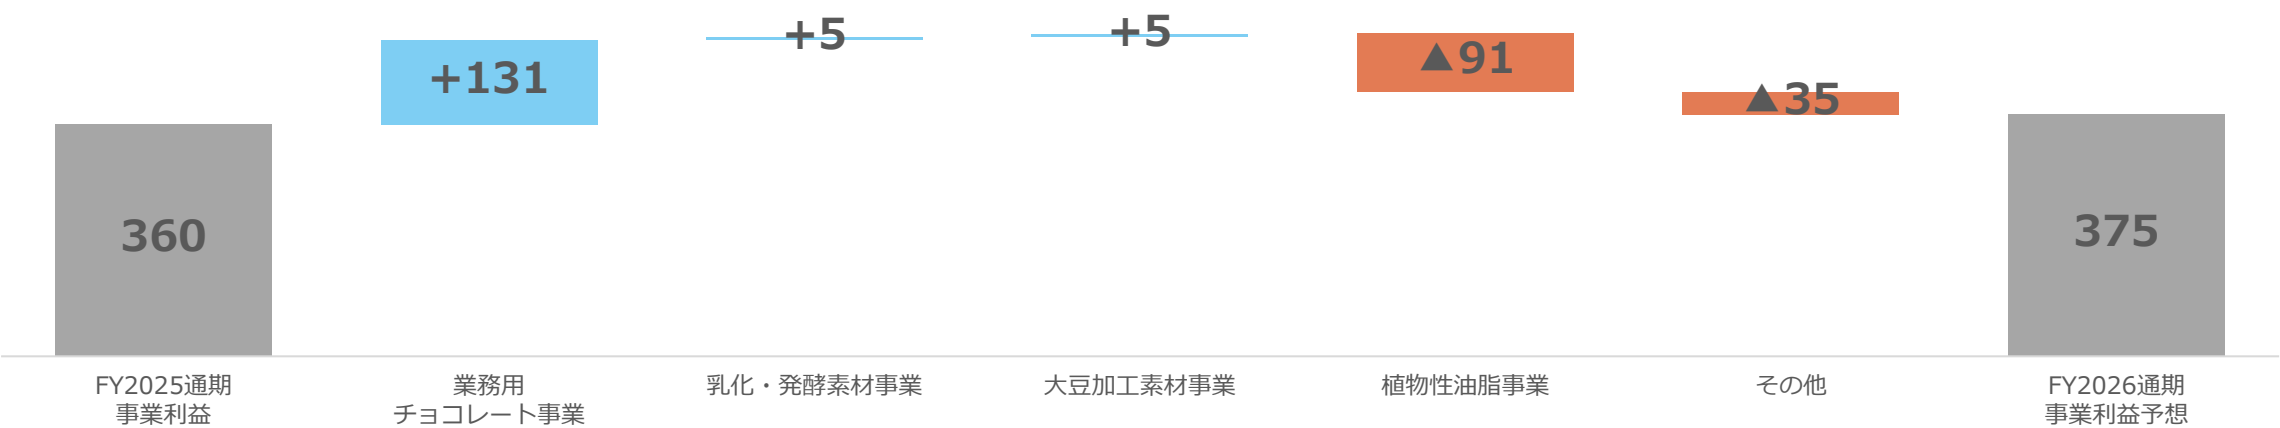 +5
+5
+131
▲91
▲35
360
375
FY2025通期
事業利益
業務用
チョコレート事業
乳化・発酵素材事業
大豆加工素材事業
植物性油脂事業
その他
FY2026通期
事業利益予想